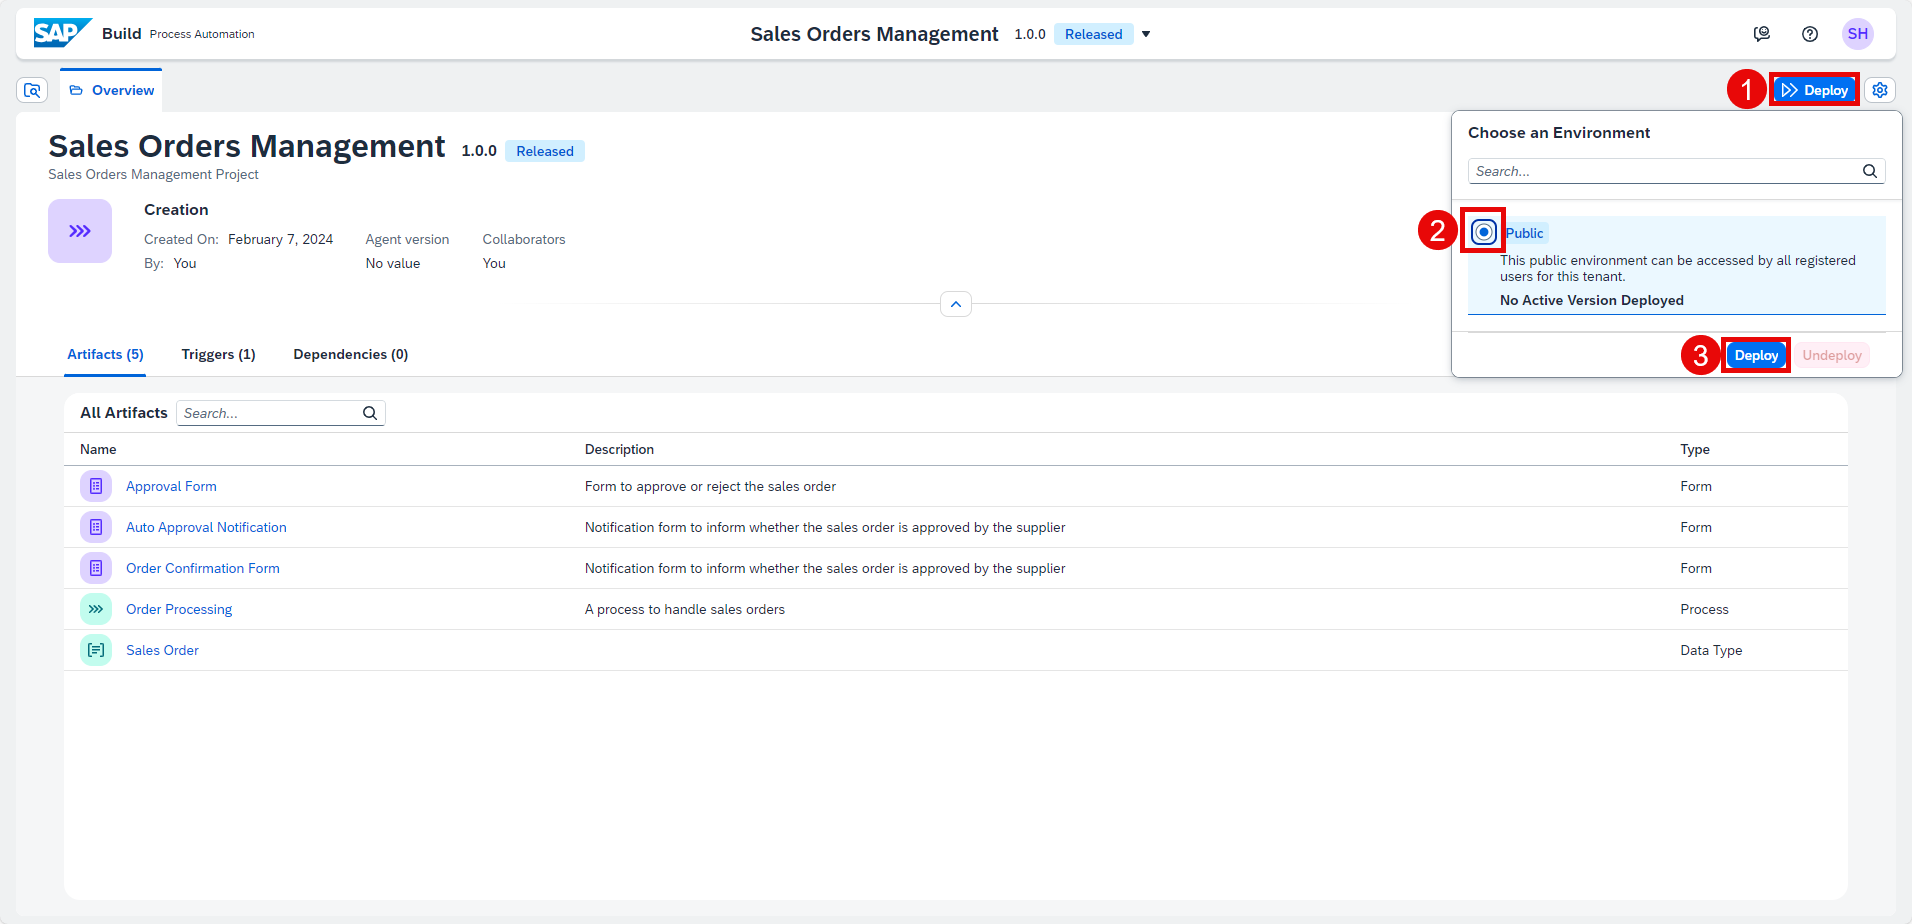 SAP Build Process Automation Sales Orders Management 1.0.0 Released SH
Overview 1 Deploy
Choose an Environment
Search...
2 Public
This public environment can be accessed by all registered
users for this tenant.
No Active Version Deployed
3 Deploy Undeploy
Sales Orders Management 1.0.0 Released
Sales Orders Management Project
Creation
Created On: February 7, 2024 Agent version Collaborators
By: You No value You
Artifacts (5) Triggers (1) Dependencies (0)
All Artifacts Search...
Name Description Type
Approval Form Form to approve or reject the sales order Form
Auto Approval Notification Notification form to inform whether the sales order is approved by the supplier Form
Order Confirmation Form Notification form to inform whether the sales order is approved by the supplier Form
Order Processing A process to handle sales orders Process
Sales Order Data Type